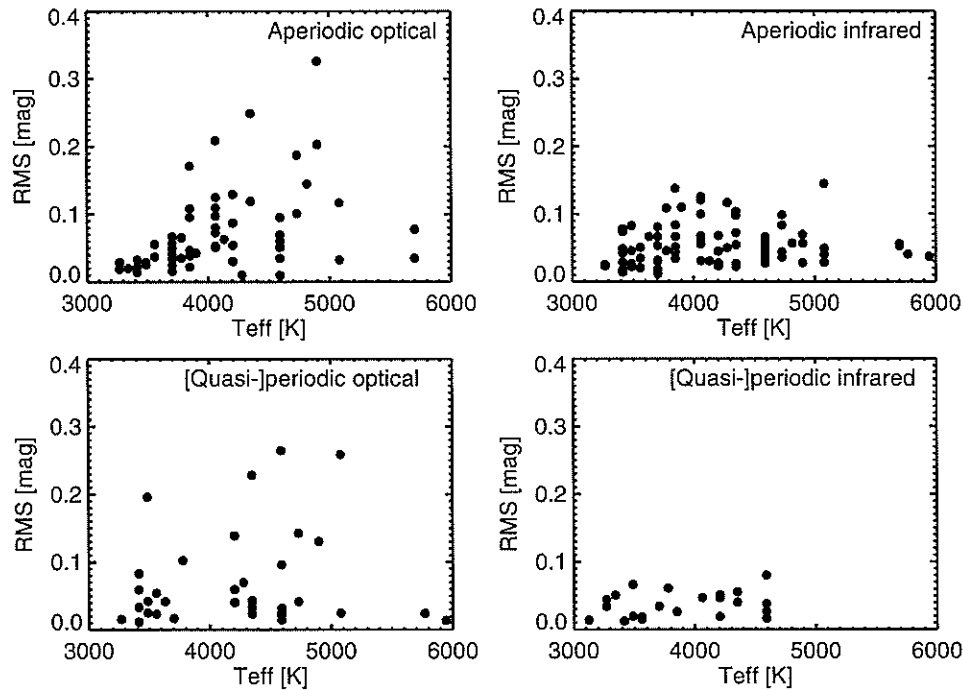 Aperiodic optical
0.4
0.3
0.2
0.1
0.0
RMS [mag]
3000 4000 5000 6000
Teff [K]
Aperiodic infrared
0.4
0.3
0.2
0.1
0.0
RMS [mag]
3000 4000 5000 6000
Teff [K]
[Quasi-]periodic optical
0.4
0.3
0.2
0.1
0.0
RMS [mag]
3000 4000 5000 6000
Teff [K]
[Quasi-]periodic infrared
0.4
0.3
0.2
0.1
0.0
RMS [mag]
3000 4000 5000 6000
Teff [K]